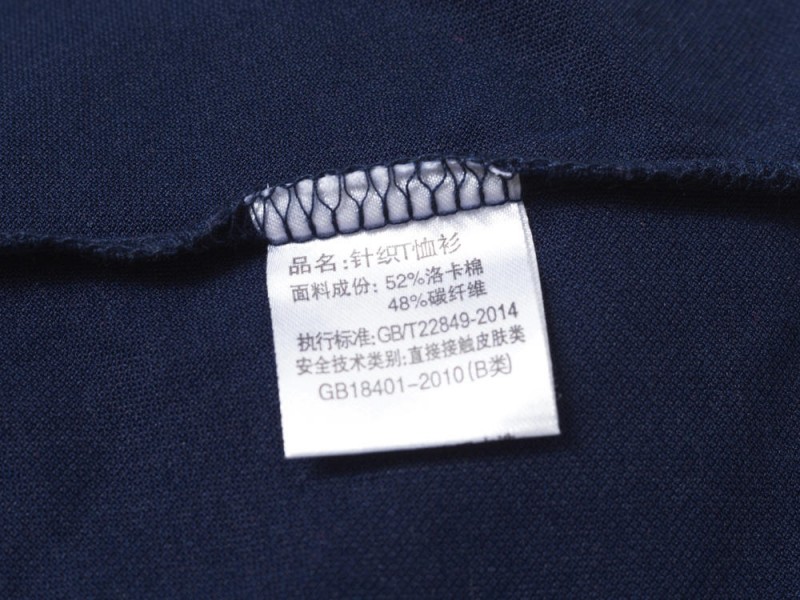 品名:针织T恤衫
面料成份: 52%洛卡棉
48%碳纤维
执行标准:GB/T22849-2014
安全技术类别:直接接触皮肤类
GB18401-2010(B类)